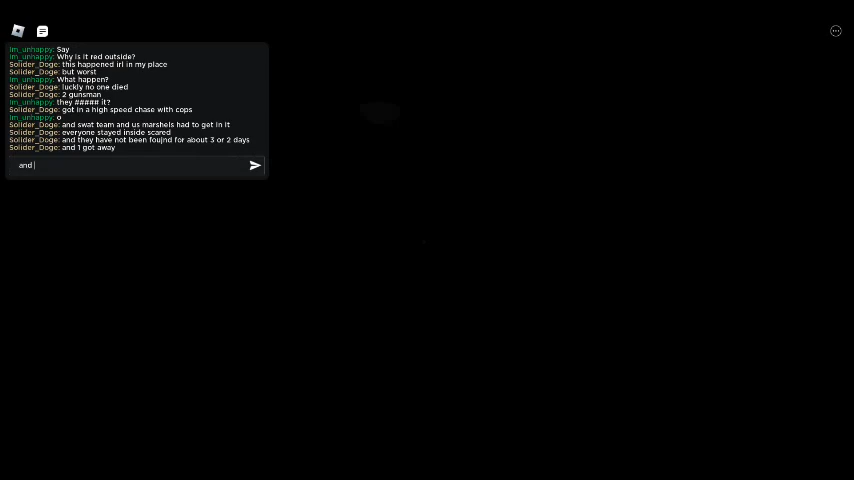 Im_unhappy: Say
Im_unhappy: Why is it red outside?
Solider_Doge: this happened irl in my place
Solider_Doge: but worst
Im_unhappy: What happen?
Solider_Doge: luckly no one died
Solider_Doge: 2 gunsman
Im_unhappy: they ##### it?
Solider_Doge: got in a high speed chase with cops
Im_unhappy: o
Solider_Doge: and swat team and us marshels had to get in it
Solider_Doge: everyone stayed inside scared
Solider_Doge: and they have not been foujnd for about 3 or 2 days
Solider_Doge: and 1 got away
and